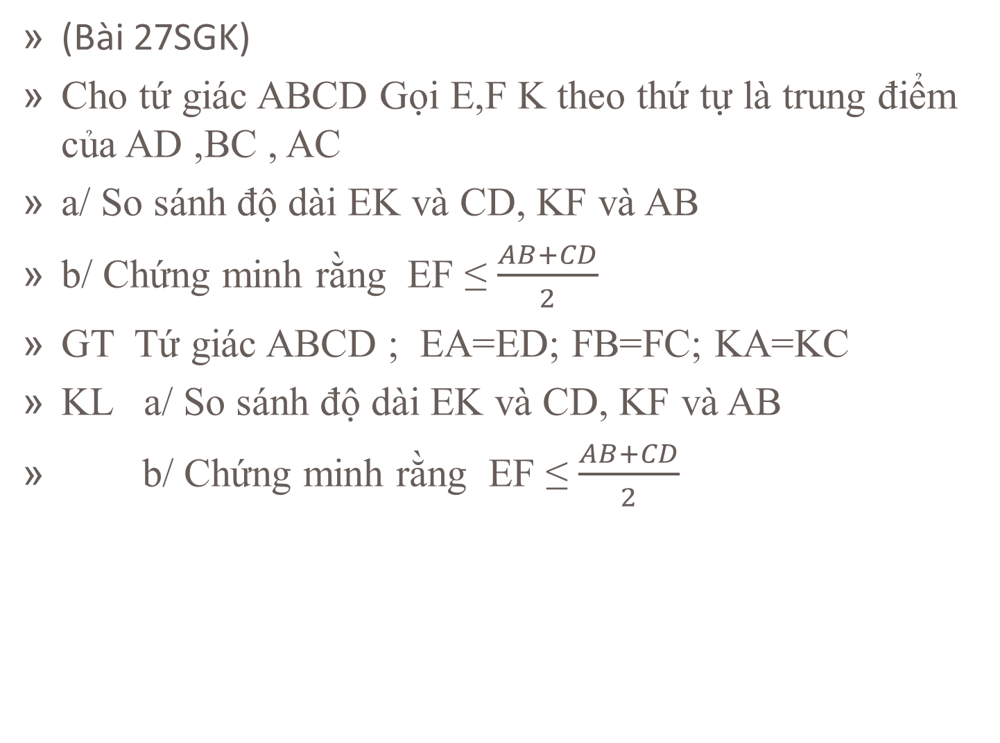 » (Bài 27SGK)
» Cho tứ giác ABCD Gọi E,F K theo thứ tự là trung điểm
của AD ,BC , AC
» a/ So sánh độ dài EK và CD, KF và AB
» b/ Chứng minh rằng EF ≤ \frac{AB+CD}{2}
» GT Tứ giác ABCD ; EA=ED; FB=FC; KA=KC
» KL a/ So sánh độ dài EK và CD, KF và AB
» b/ Chứng minh rằng EF ≤ \frac{AB+CD}{2}